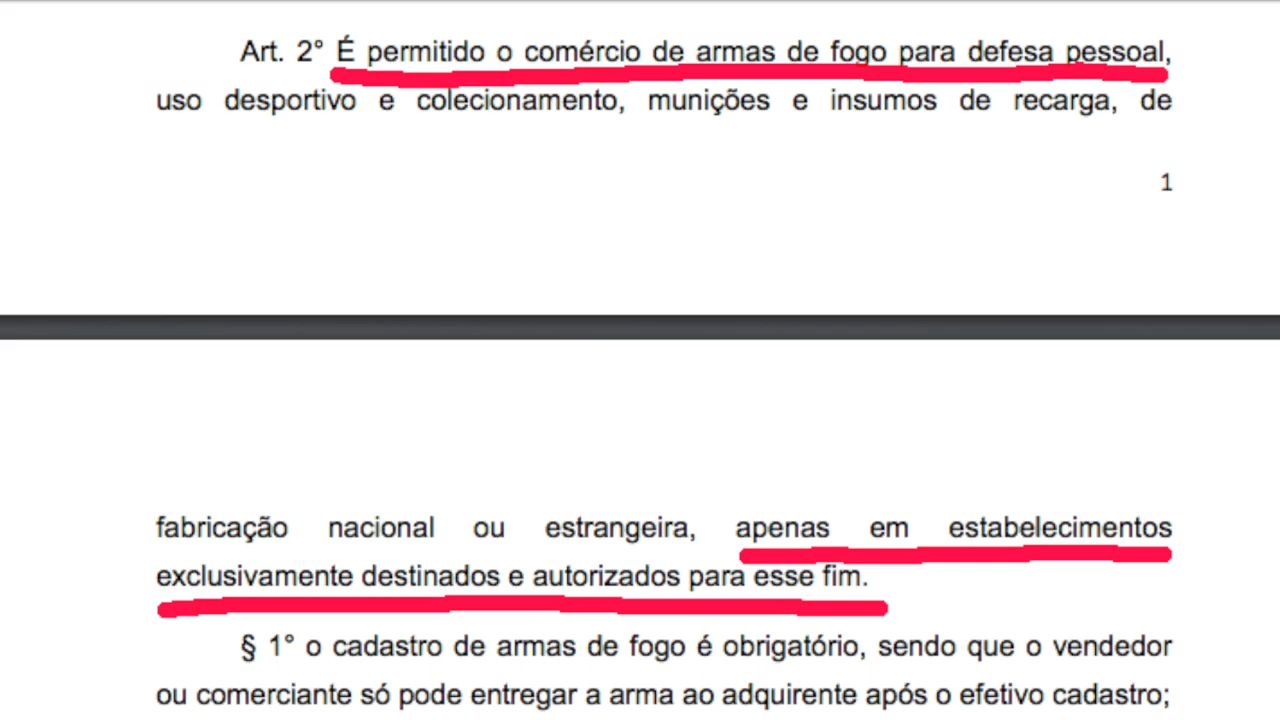 Art. 2° É permitido o comércio de armas de fogo para defesa pessoal,
uso desportivo e colecionamento, munições e insumos de recarga, de
1
fabricação nacional ou estrangeira, apenas em estabelecimentos
exclusivamente destinados e autorizados para esse fim.
§ 1° o cadastro de armas de fogo é obrigatório, sendo que o vendedor
ou comerciante só pode entregar a arma ao adquirente após o efetivo cadastro;